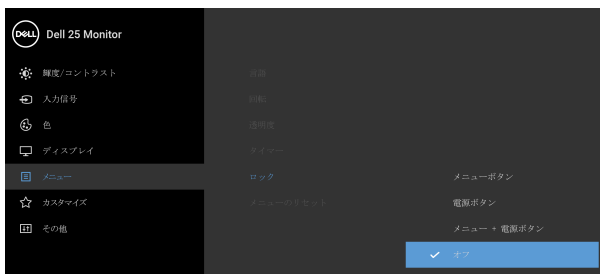 DELL
Dell 25 Monitor
輝度/コントラスト
言語
入力信号
回転
色
透明度
ディスプレイ
タイマー
メニュー
ロック
メニューボタン
カスタマイズ
メニューのリセット
電源ボタン
その他
メニュー + 電源ボタン
オフ